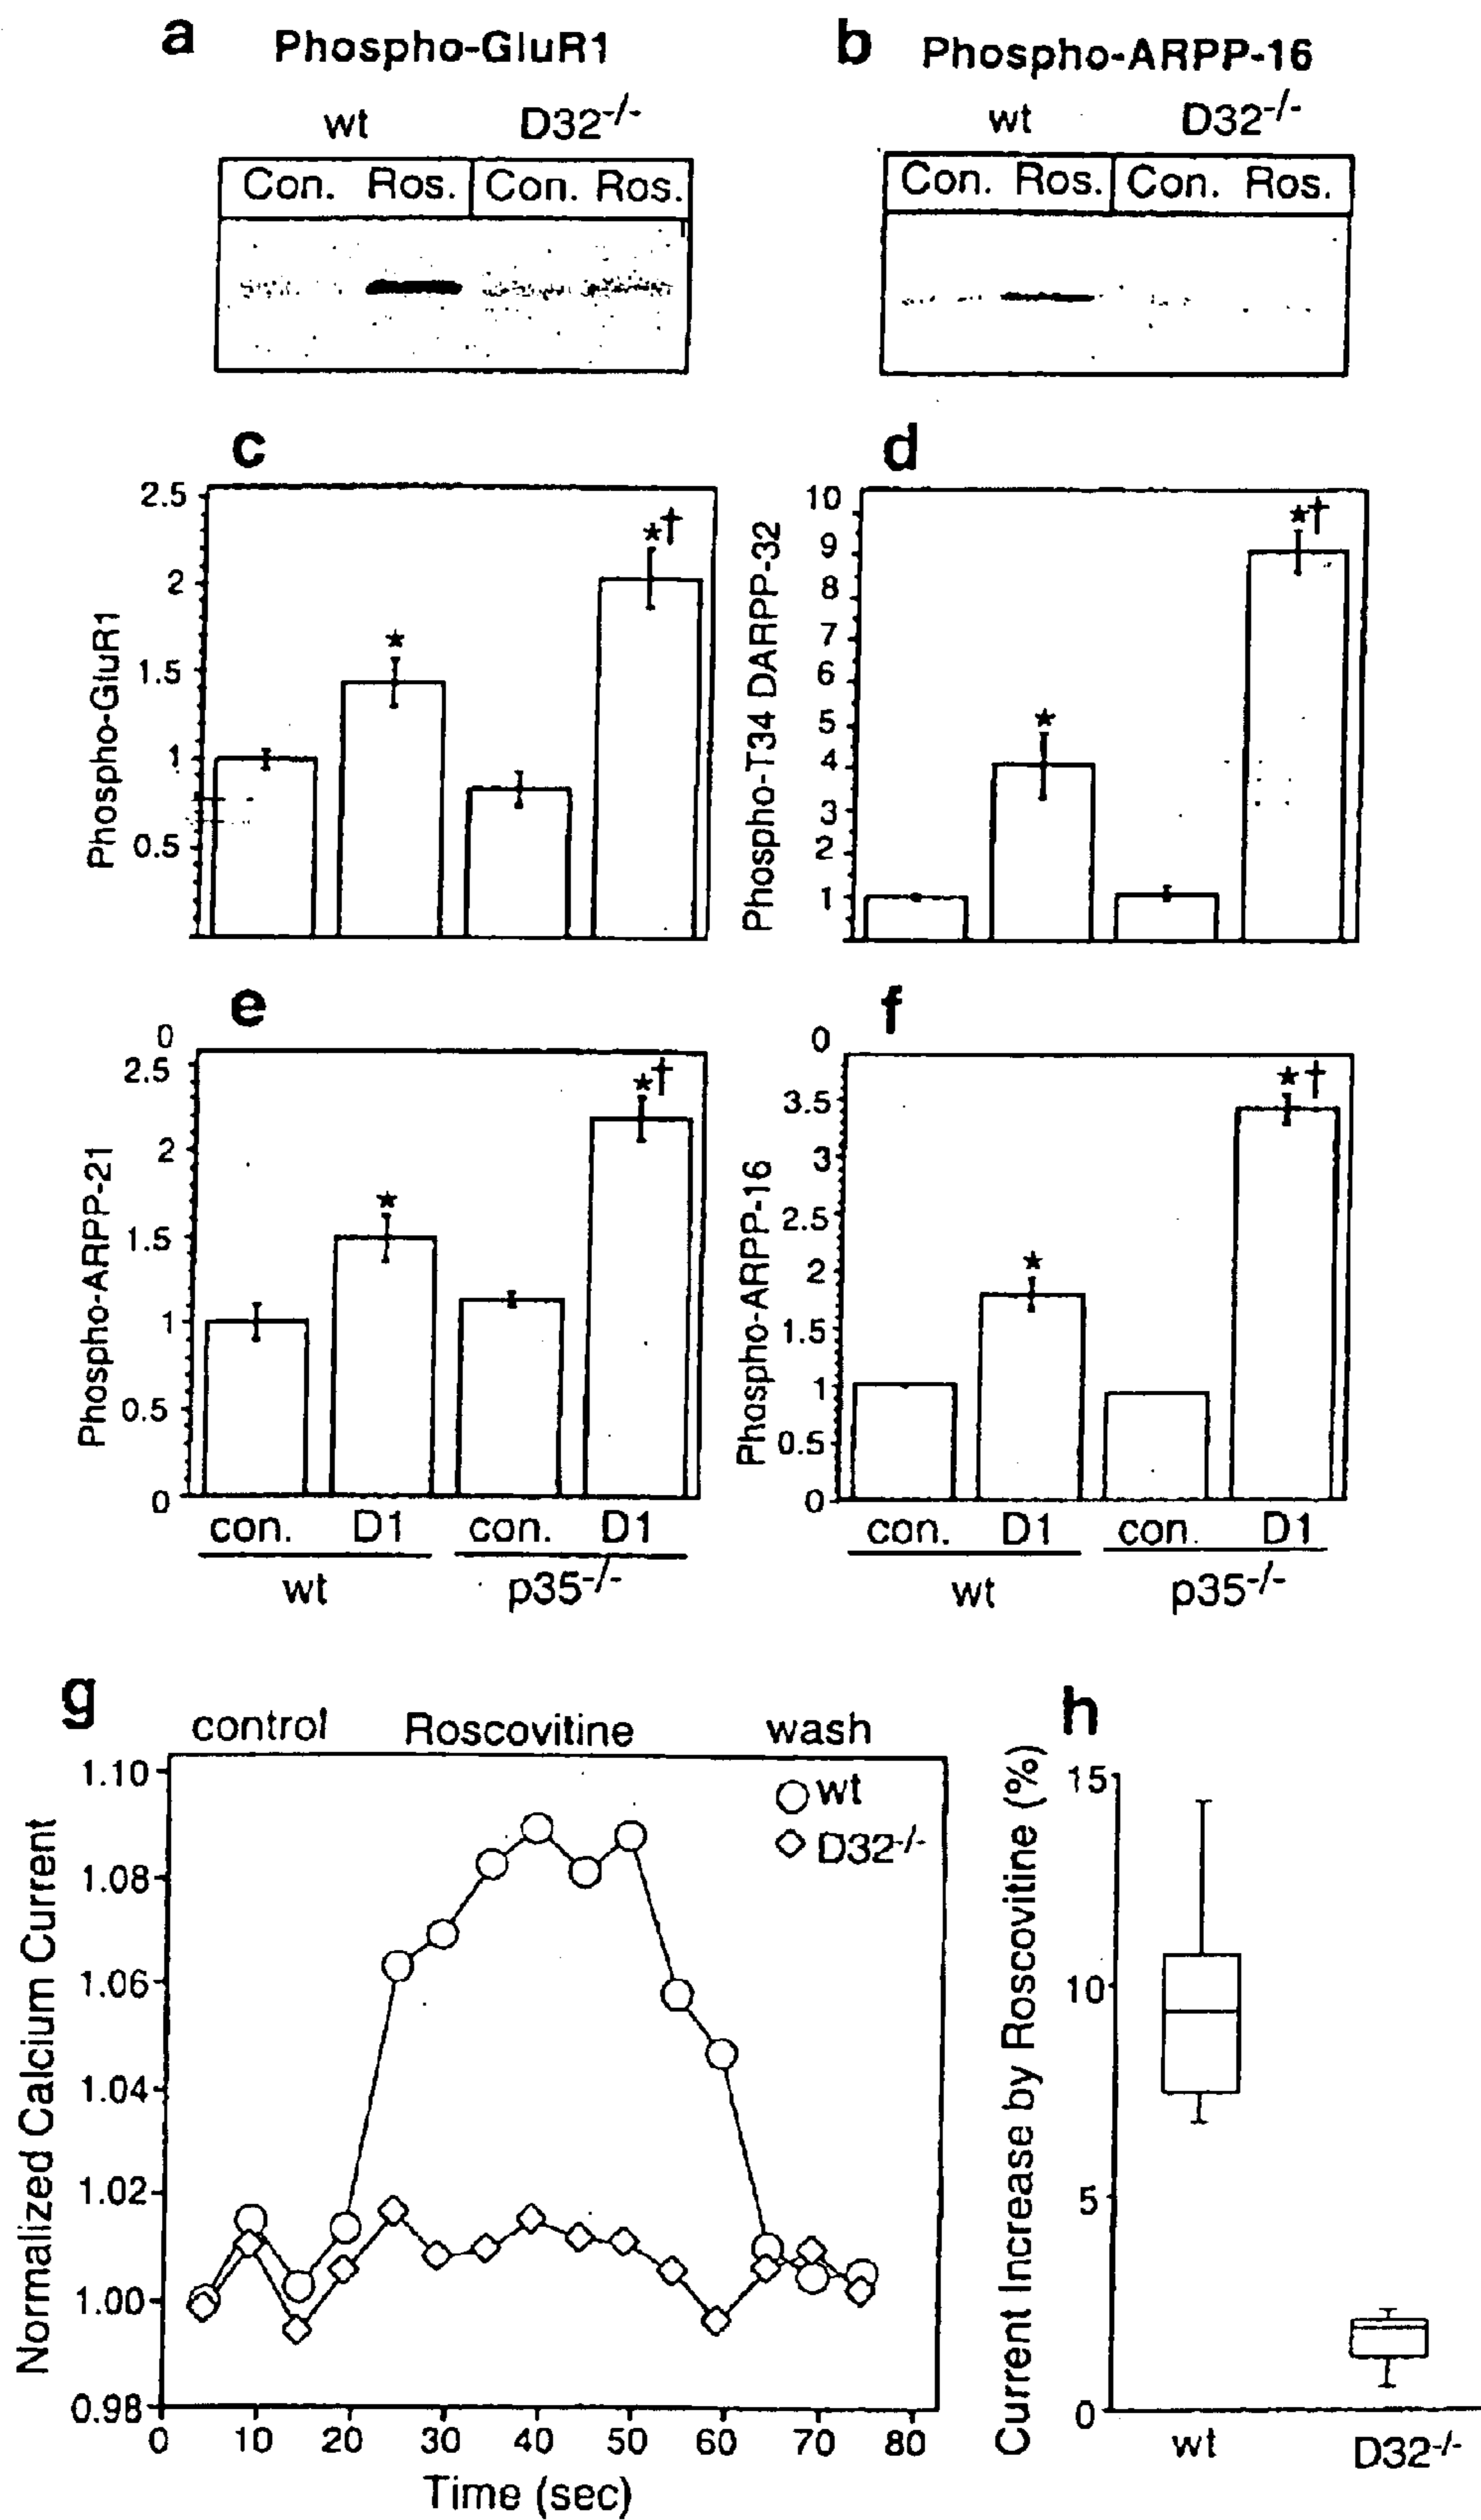 a Phospho-GluR1
wt D32-/-
Con. Ros. Con. Ros.
b Phospho-ARPP-16
wt D32-/-
Con. Ros. Con. Ros.
c
Phospho-GluR1
2.5
2
1.5
1
0.5
0
*
*†
d
Phospho-T34 DARPP-32
10
9
8
7
6
5
4
3
2
1
0
*
*†
e
Phospho-ARPP-21
2.5
2
1.5
1
0.5
0
*
*†
con. D1 con. D1
wt p35-/-
f
Phospho-ARPP-16
3.5
3
2.5
2
1.5
1
0.5
0
*
*†
con. D1 con. D1
wt p35-/-
g
control Roscovitine wash
Normalized Calcium Current
1.10
1.08
1.06
1.04
1.02
1.00
0.98
wt
D32-/-
0 10 20 30 40 50 60 70 80
Time (sec)
h
Current Increase by Roscovitine (%)
15
10
5
0
wt D32-/-